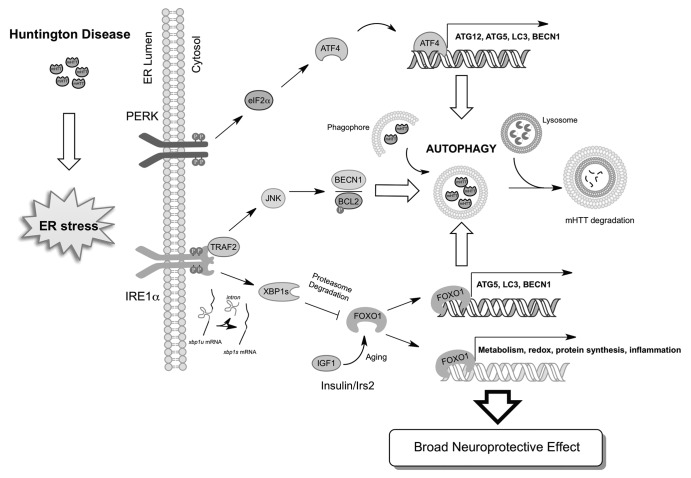 Huntington Disease
ER stress
ER Lumen
Cytosol
PERK
eIF2α
ATF4
ATF4
ATG12, ATG5, LC3, BECN1
Phagophore
Lysosome
AUTOPHAGY
mHTT degradation
JNK
BECN1
BCL2
TRAF2
IRE1α
XBP1s
Proteasome
Degradation
intron
xbp1u mRNA
xbp1s mRNA
FOXO1
IGF1
Aging
Insulin/Irs2
FOXO1
ATG5, LC3, BECN1
FOXO1
Metabolism, redox, protein synthesis, inflammation
Broad Neuroprotective Effect